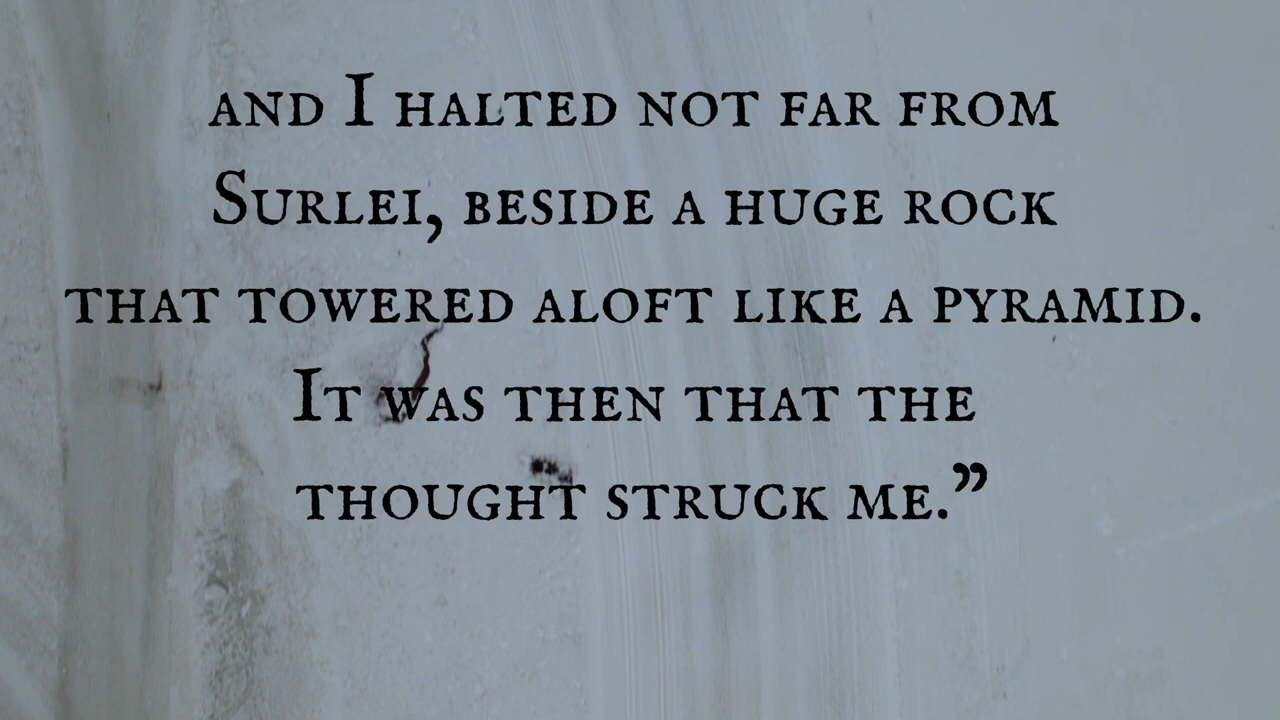 and I halted not far from
Surlei, beside a huge rock
that towered aloft like a pyramid.
It was then that the
thought struck me.”